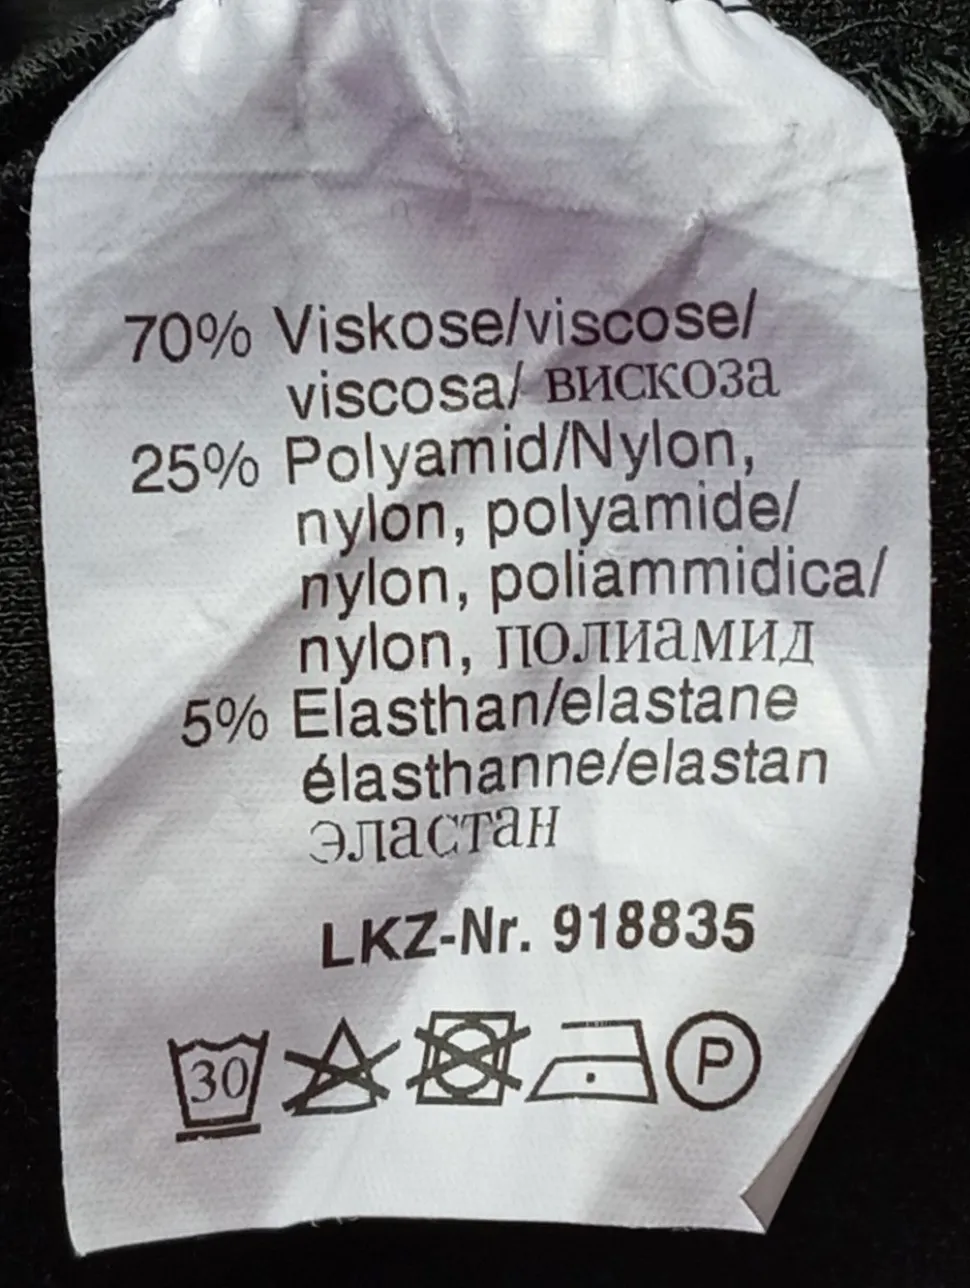 70% Viskose/viscose/
viscosa/ вискоза
25% Polyamid/Nylon,
nylon, polyamide/
nylon, poliammidica/
nylon, полиамид
5% Elasthan/elastane
élasthanne/elastan
эластан
LKZ-Nr. 918835
30 P